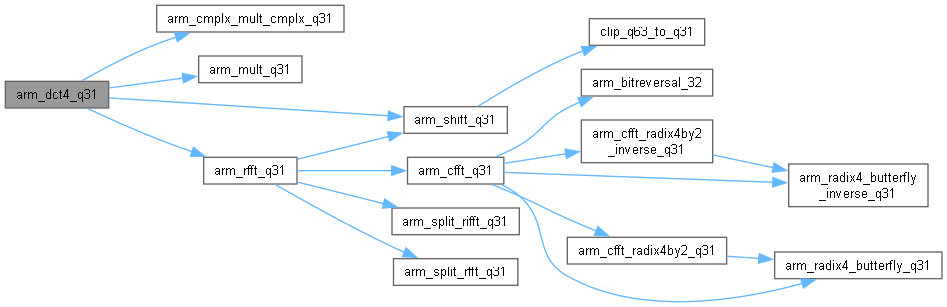 arm_cmplx_mult_cmplx_q31
clip_q63_to_q31
arm_mult_q31
arm_bitreversal_32
arm_dct4_q31
arm_shift_q31
arm_cfft_radix4by2
_inverse_q31
arm_rfft_q31
arm_cfft_q31
arm_radix4_butterfly
_inverse_q31
arm_split_rifft_q31
arm_cfft_radix4by2_q31
arm_radix4_butterfly_q31
arm_split_rfft_q31